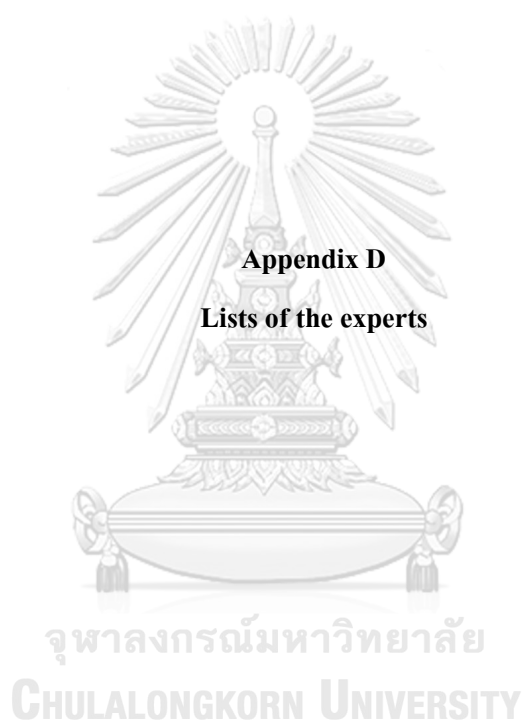 Appendix D
Lists of the experts
จุฬาลงกรณ์มหาวิทยาลัย
CHULALONGKORN UNIVERSITY